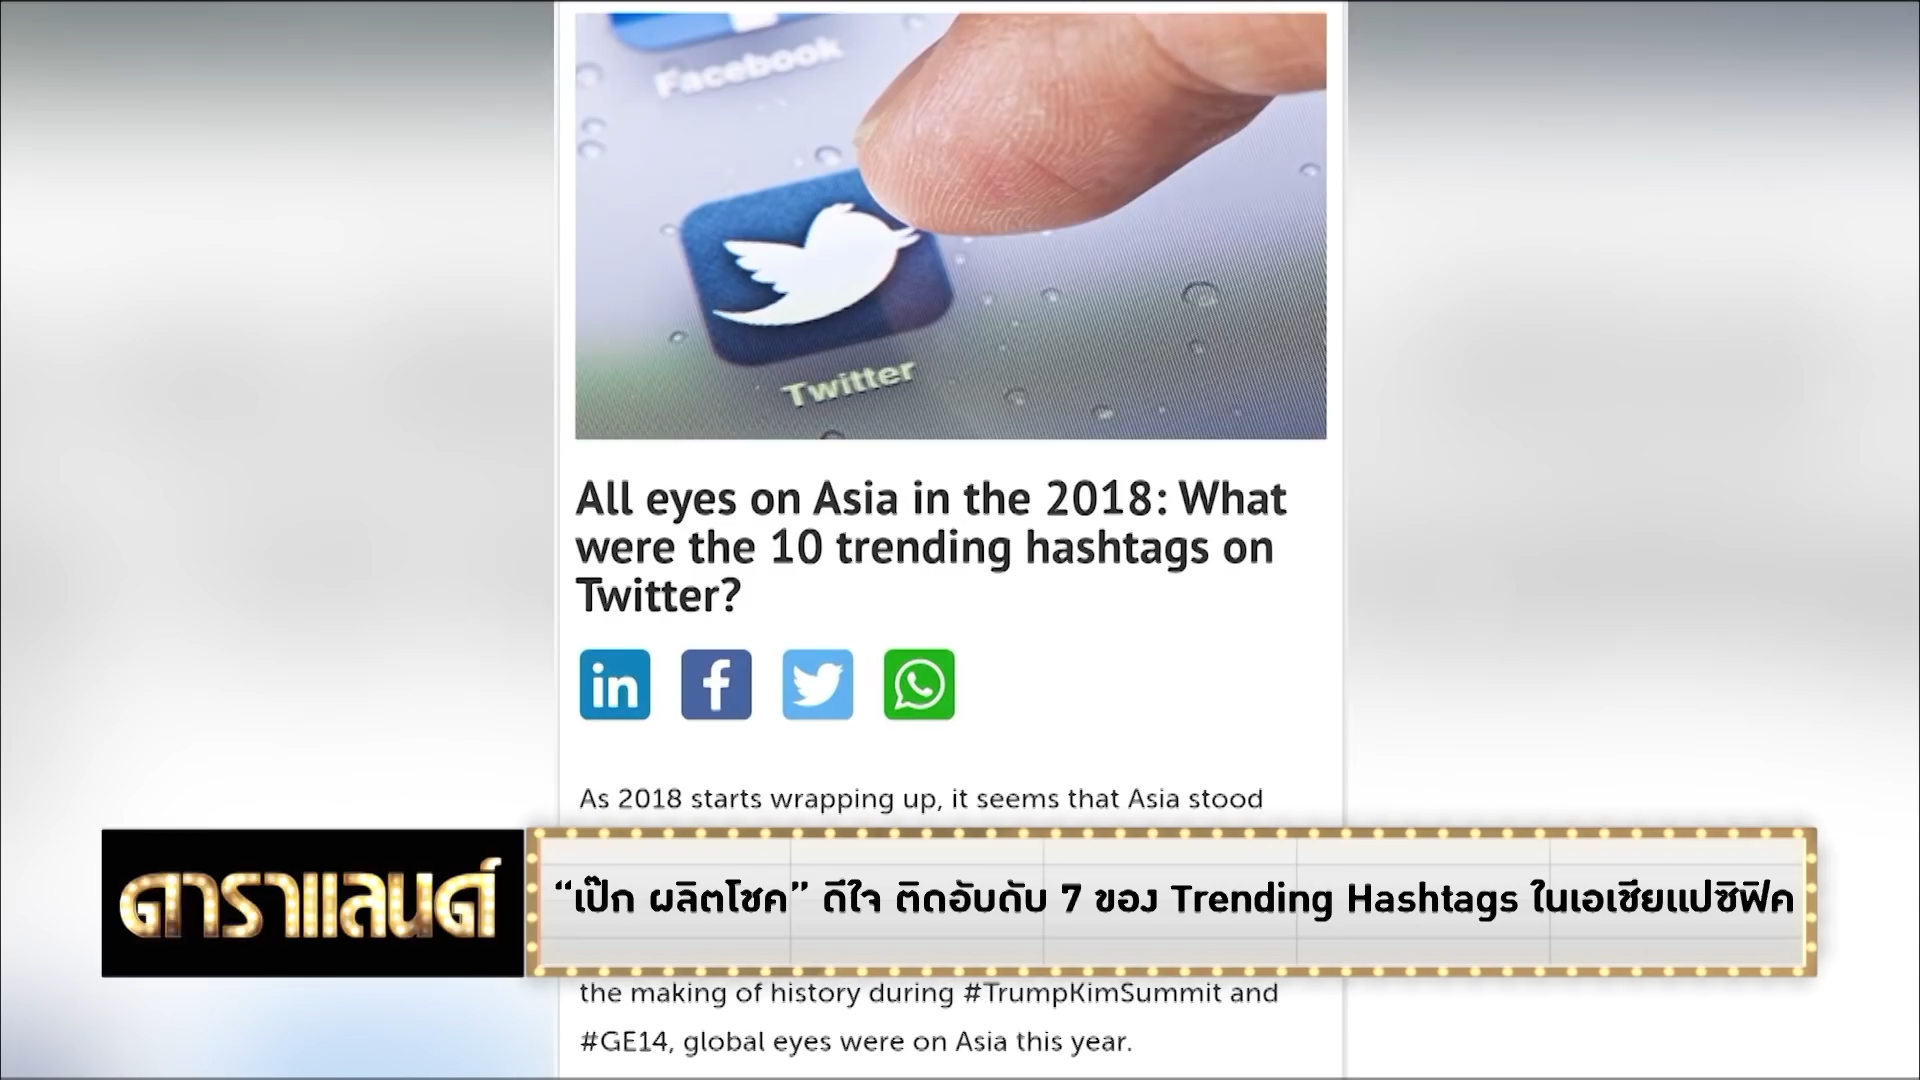 Facebook
Twitter
All eyes on Asia in the 2018: What
were the 10 trending hashtags on
Twitter?
in f
As 2018 starts wrapping up, it seems that Asia stood
ดาราแลนด์
“เป๊ก ผลิตโชค” ดีใจ ติดอับดับ 7 ของ Trending Hashtags ในเอเชียแปซิฟิค
the making of history during #TrumpKimSummit and
#GE14, global eyes were on Asia this year.